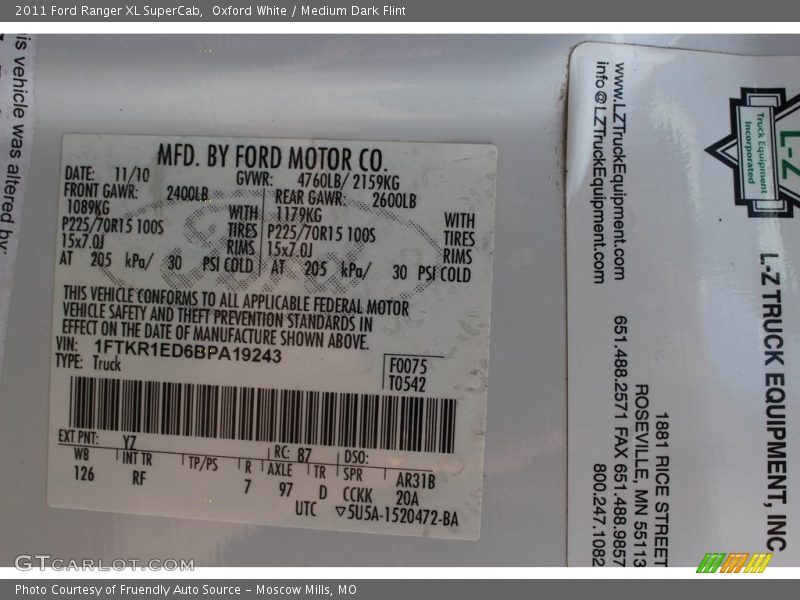 2011 Ford Ranger XL SuperCab, Oxford White / Medium Dark Flint
is vehicle was altered by:
MFD. BY FORD MOTOR CO.
DATE: 11/10 GVWR: 4760LB/ 2159KG
FRONT GAWR: 2400LB REAR GAWR: 2600LB
1089KG WITH 1179KG WITH
P225/70R15 100S TIRES P225/70R15 100S TIRES
15x7.0J RIMS 15x7.0J RIMS
AT 205 kPa/ 30 PSI COLD AT 205 kPa/ 30 PSI COLD
THIS VEHICLE CONFORMS TO ALL APPLICABLE FEDERAL MOTOR
VEHICLE SAFETY AND THEFT PREVENTION STANDARDS IN
EFFECT ON THE DATE OF MANUFACTURE SHOWN ABOVE.
VIN: 1FTKR1ED6BPA19243
TYPE: Truck
F0075
T0542
EXT PNT: YZ RC: 87 DSO:
WB INT TR TP/PS R AXLE TR SPR AR31B
126 RF 7 97 D CCKK 20A
UTC ▽5U5A-1520472-BA
L-Z
Truck Equipment
Incorporated
L-Z TRUCK EQUIPMENT, INC
1881 RICE STREET
ROSEVILLE, MN 55113
651.488.2571 FAX 651.488.9857
800.247.1082
www.LZTruckEquipment.com
info@LZTruckEquipment.com
GTcarlot.com
Photo Courtesy of Fruendly Auto Source – Moscow Mills, MO